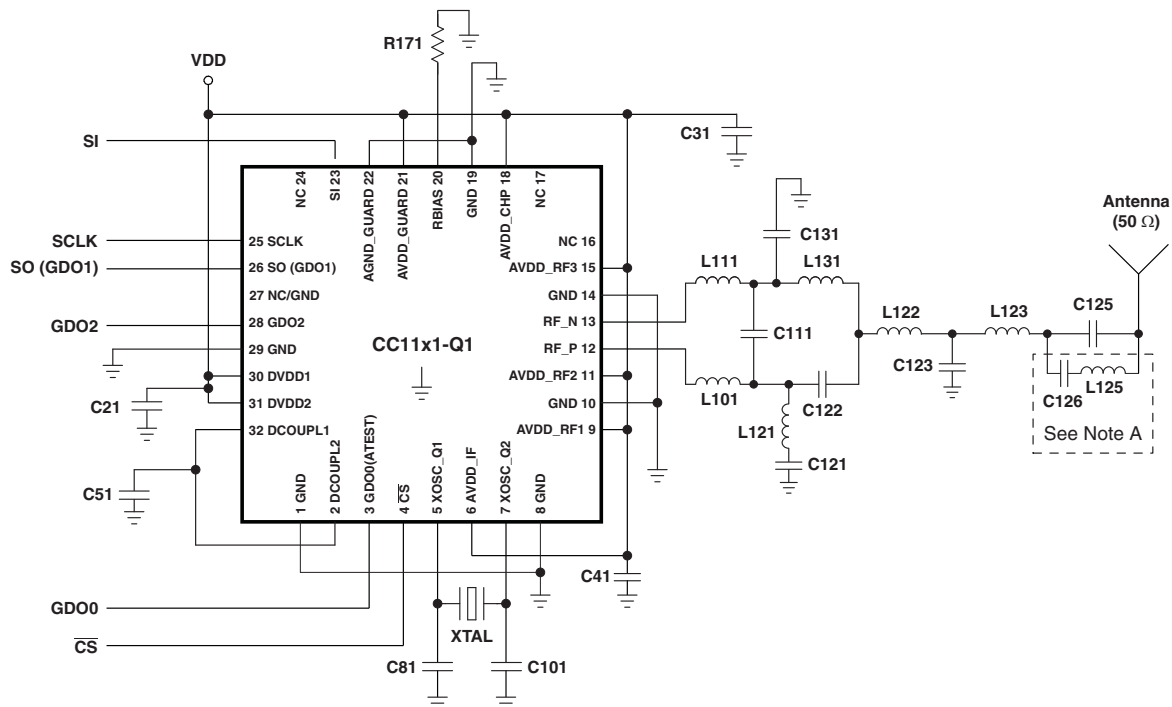 R171
VDD
C31
SI
NC 24
SI 23
AGND_GUARD 22
AVDD_GUARD 21
RBIAS 20
GND 19
AVDD_CHP 18
NC 17
Antenna
(50 Ω)
SCLK
25 SCLK
NC 16
C131
SO (GDO1)
26 SO (GDO1)
AVDD_RF3 15
L111
L131
27 NC/GND
GND 14
L122
L123
C125
GDO2
28 GDO2
RF_N 13
C111
29 GND
CC11x1-Q1
RF_P 12
C123
30 DVDD1
AVDD_RF2 11
L101
C122
C126
L125
C21
31 DVDD2
GND 10
L121
See Note A
32 DCOUPL1
AVDD_RF1 9
C121
C51
1 GND
2 DCOUPL2
3 GDO0(ATEST)
4 CS
5 XOSC_Q1
6 AVDD_IF
7 XOSC_Q2
8 GND
C41
GDO0
XTAL
CS
C81
C101